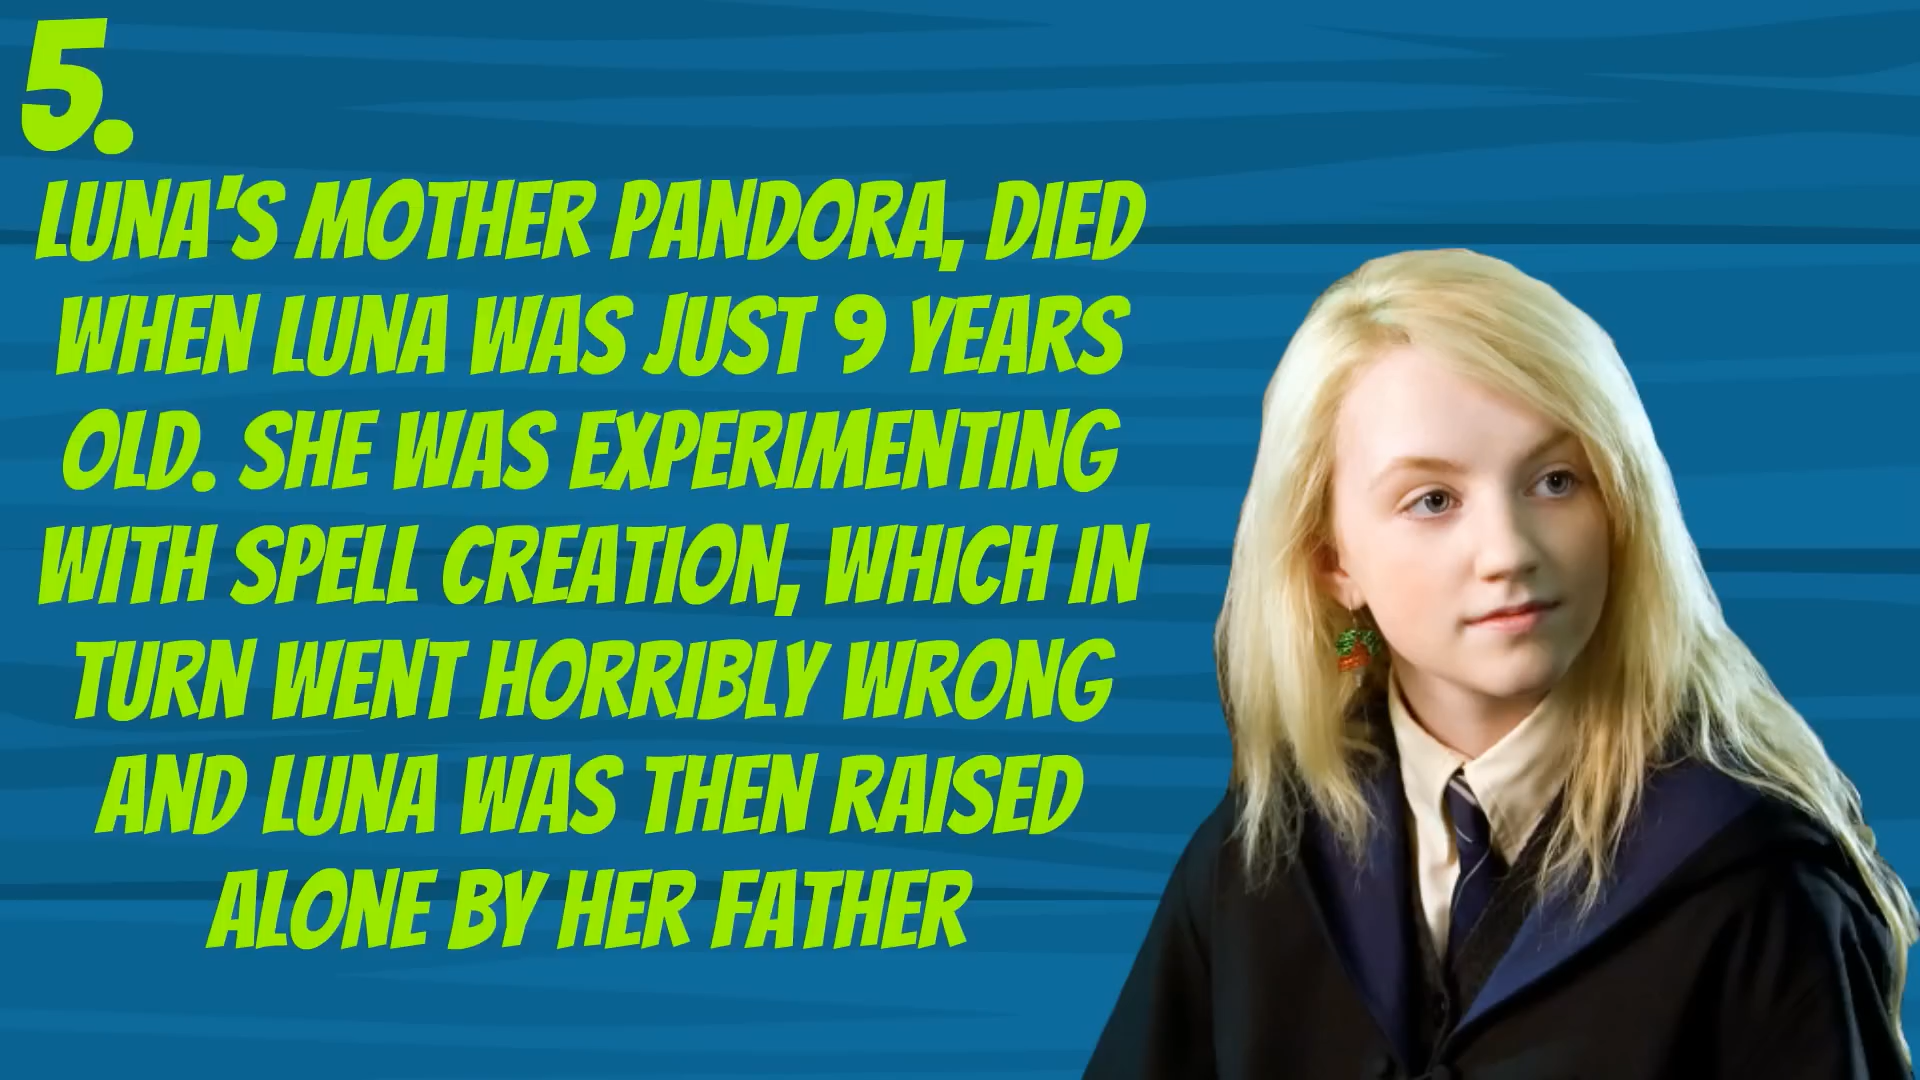 5.
LUNA'S MOTHER PANDORA, DIED
WHEN LUNA WAS JUST 9 YEARS
OLD. SHE WAS EXPERIMENTING
WITH SPELL CREATION, WHICH IN
TURN WENT HORRIBLY WRONG
AND LUNA WAS THEN RAISED
ALONE BY HER FATHER